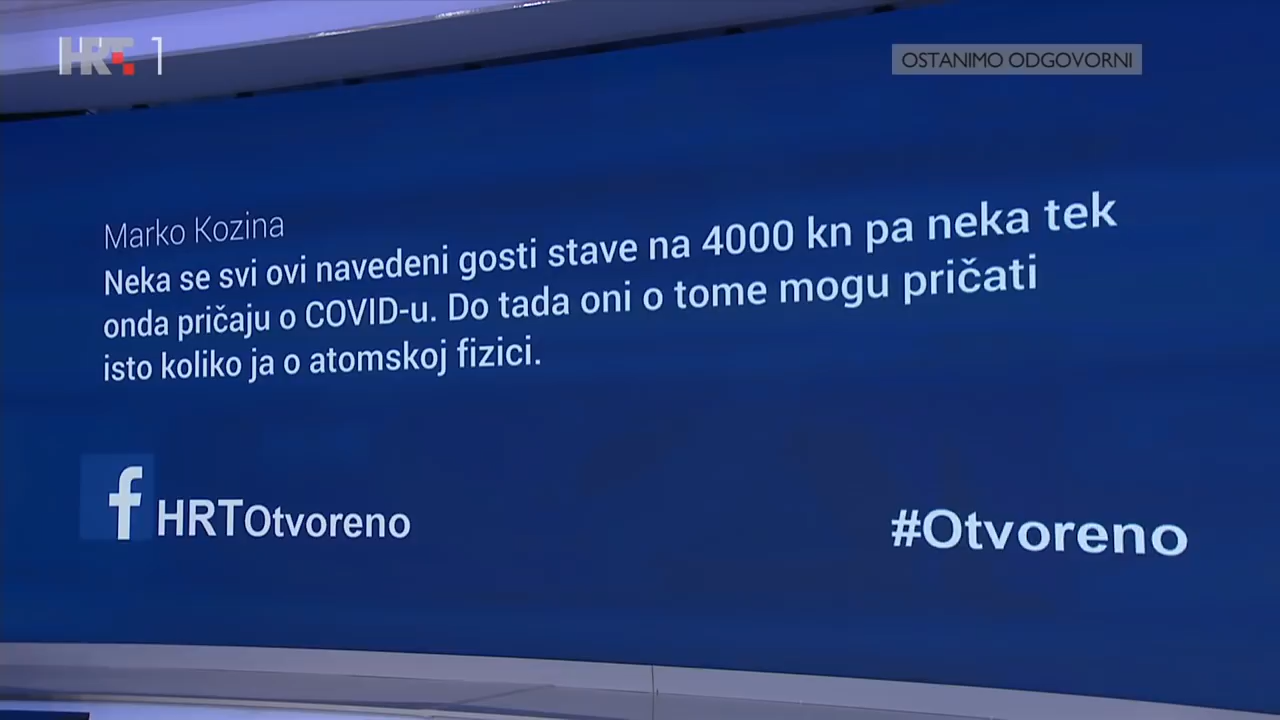 HRT 1
OSTANIMO ODGOVORNI
Marko Kozina
Neka se svi ovi navedeni gosti stave na 4000 kn pa neka tek
onda pričaju o COVID-u. Do tada oni o tome mogu pričati
isto koliko ja o atomskoj fizici.
f HRTOtvoreno
#Otvoreno